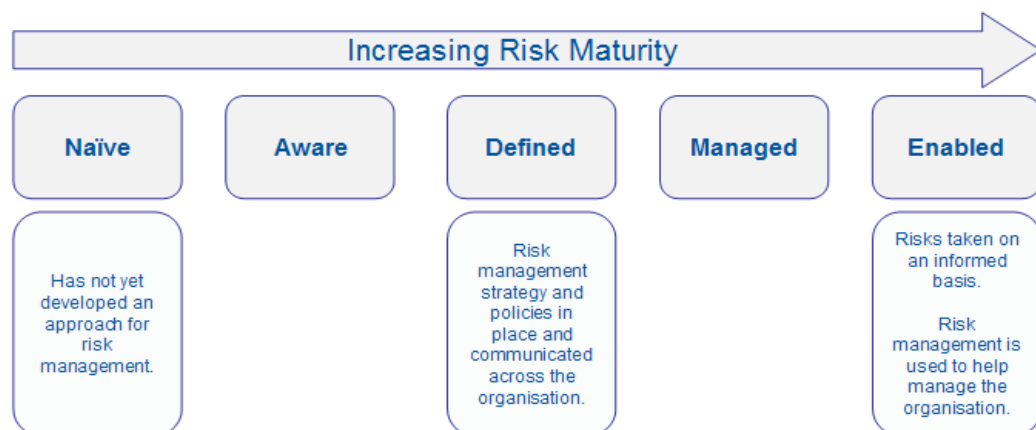 Increasing Risk Maturity
Naïve
Aware
Defined
Managed
Enabled
Has not yet
developed an
approach for
risk
management.
Risk
management
strategy and
policies in
place and
communicated
across the
organisation.
Risks taken on
an informed
basis.
Risk
management is
used to help
manage the
organisation.